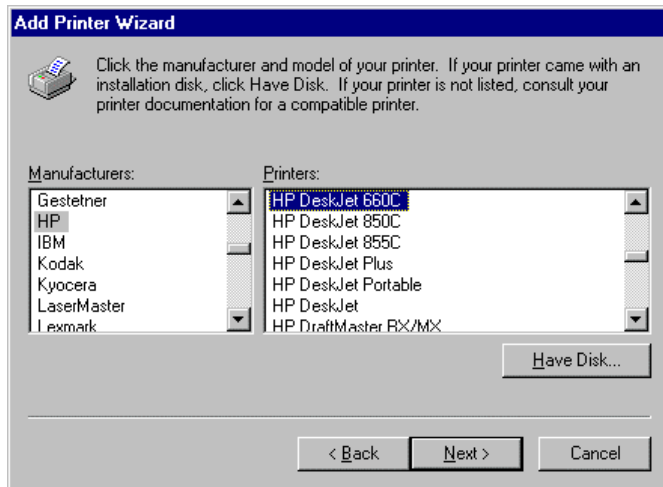 Add Printer Wizard
Click the manufacturer and model of your printer.  If your printer came with an
installation disk, click Have Disk.  If your printer is not listed, consult your
printer documentation for a compatible printer.
Manufacturers:
Gestetner
HP
IBM
Kodak
Kyocera
LaserMaster
Lexmark
Printers:
HP DeskJet 660C
HP DeskJet 850C
HP DeskJet 855C
HP DeskJet Plus
HP DeskJet Portable
HP DeskJet
HP DraftMaster RX/MX
Have Disk...
< Back
Next >
Cancel